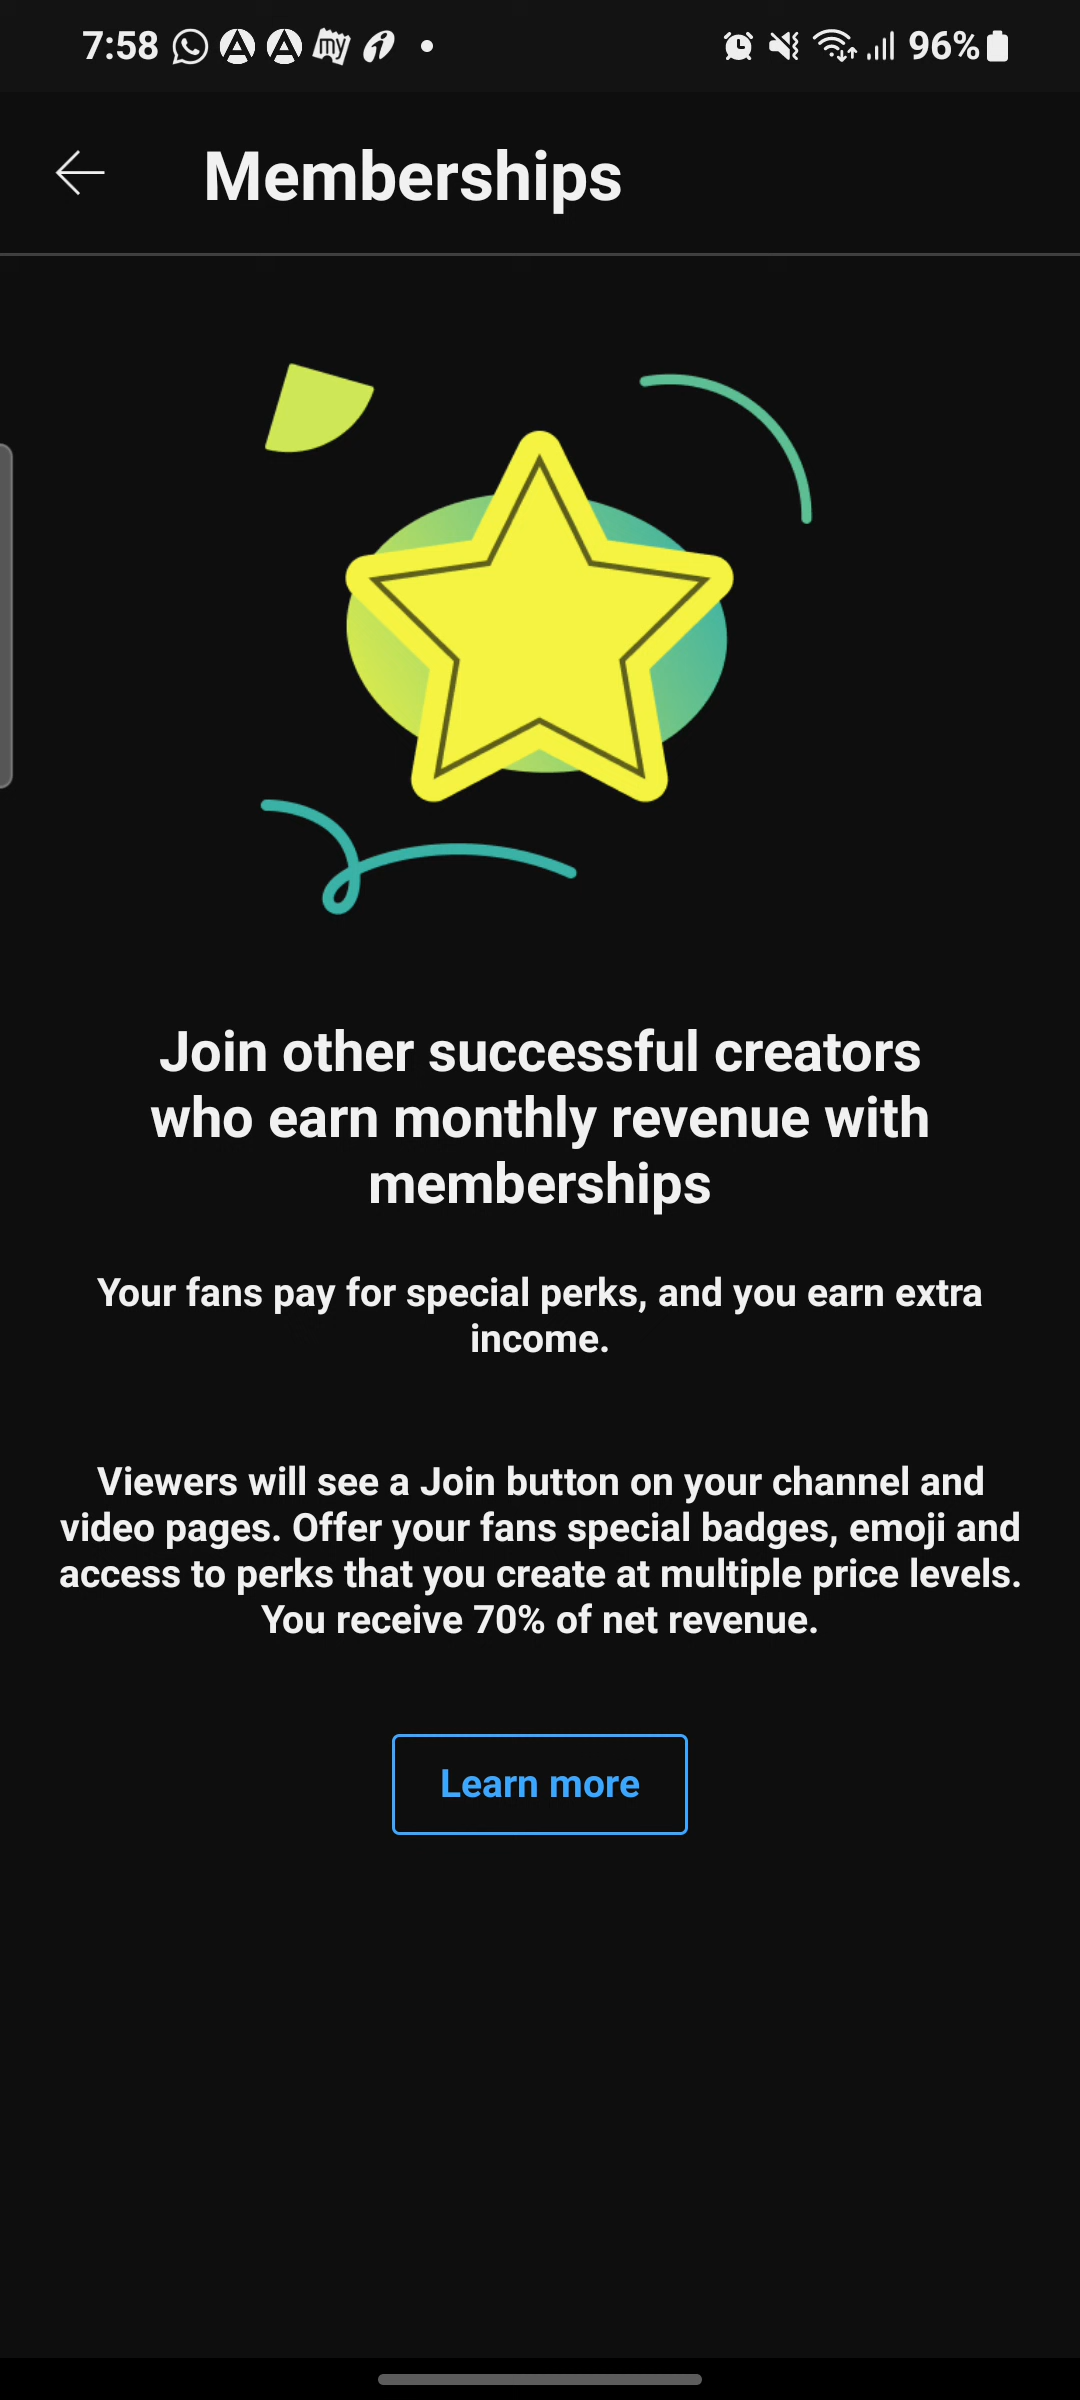 7:58
my
96%
Memberships
Join other successful creators
who earn monthly revenue with
memberships
Your fans pay for special perks, and you earn extra
income.
Viewers will see a Join button on your channel and
video pages. Offer your fans special badges, emoji and
access to perks that you create at multiple price levels.
You receive 70% of net revenue.
Learn more